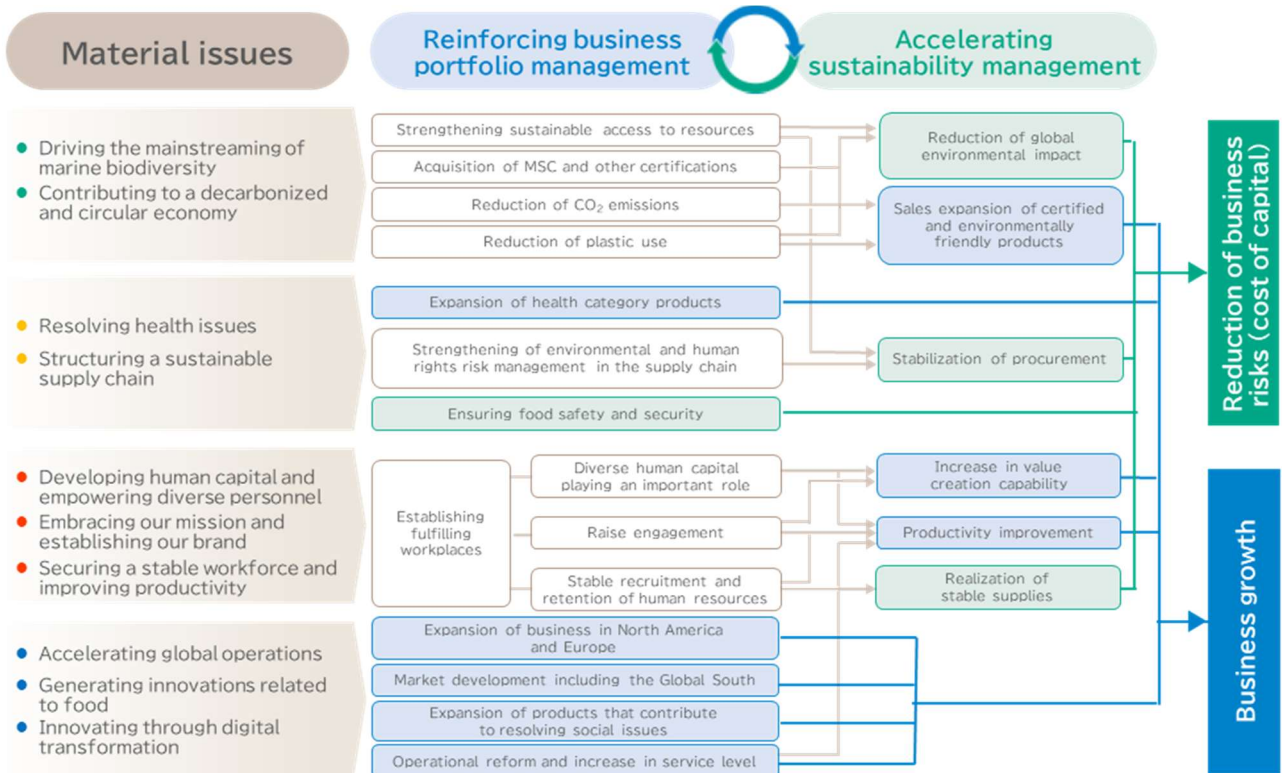 Material issues
Reinforcing business
portfolio management
Accelerating
sustainability management
Driving the mainstreaming of
marine biodiversity
Contributing to a decarbonized
and circular economy
Strengthening sustainable access to resources
Acquisition of MSC and other certifications
Reduction of CO₂ emissions
Reduction of plastic use
Reduction of global
environmental impact
Sales expansion of certified
and environmentally
friendly products
Resolving health issues
Structuring a sustainable
supply chain
Expansion of health category products
Strengthening of environmental and human
rights risk management in the supply chain
Ensuring food safety and security
Stabilization of procurement
Developing human capital and
empowering diverse personnel
Embracing our mission and
establishing our brand
Securing a stable workforce and
improving productivity
Establishing
fulfilling
workplaces
Diverse human capital
playing an important role
Raise engagement
Stable recruitment and
retention of human resources
Increase in value
creation capability
Productivity improvement
Realization of
stable supplies
Accelerating global operations
Generating innovations related
to food
Innovating through digital
transformation
Expansion of business in North America
and Europe
Market development including the Global South
Expansion of products that contribute
to resolving social issues
Operational reform and increase in service level
Reduction of business
risks (cost of capital)
Business growth